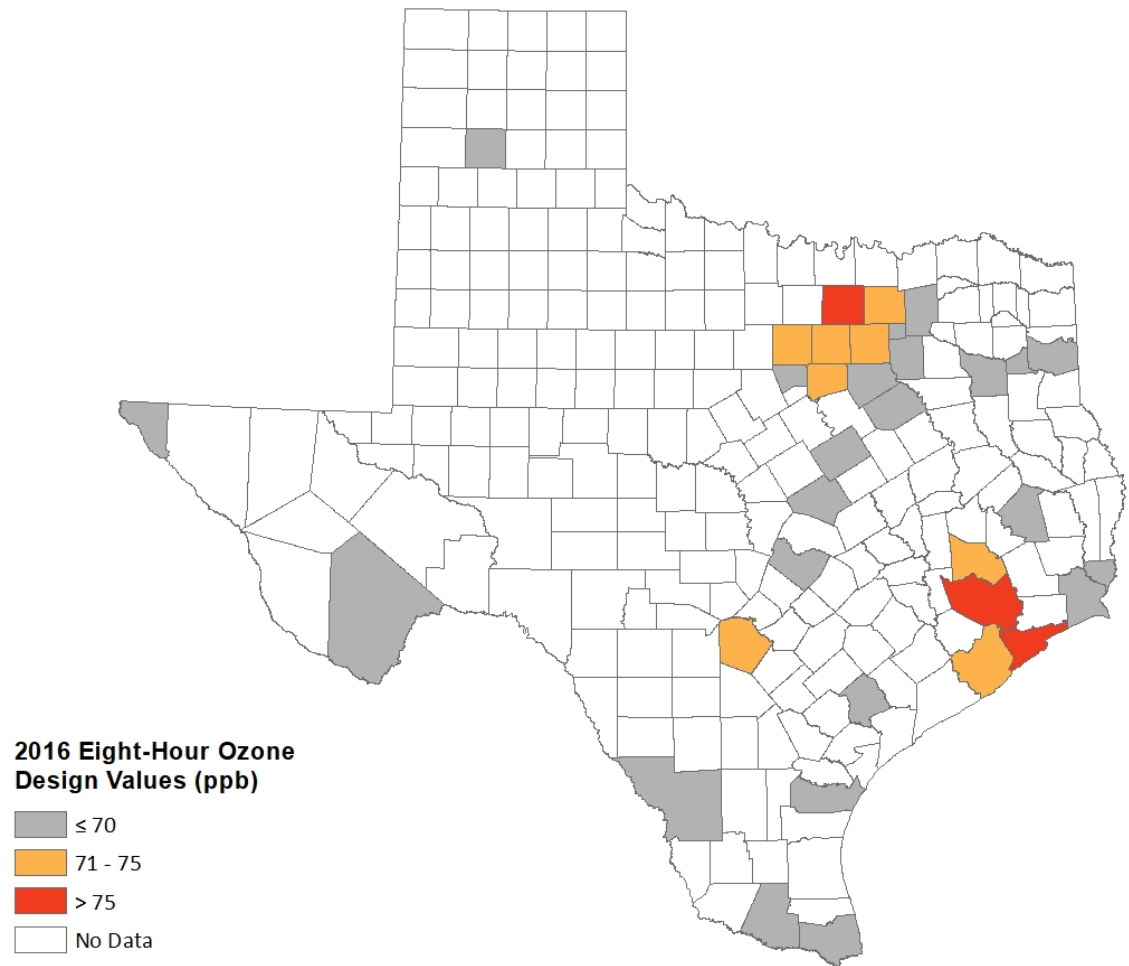 2016 Eight-Hour Ozone
Design Values (ppb)
≤ 70
71 - 75
> 75
No Data